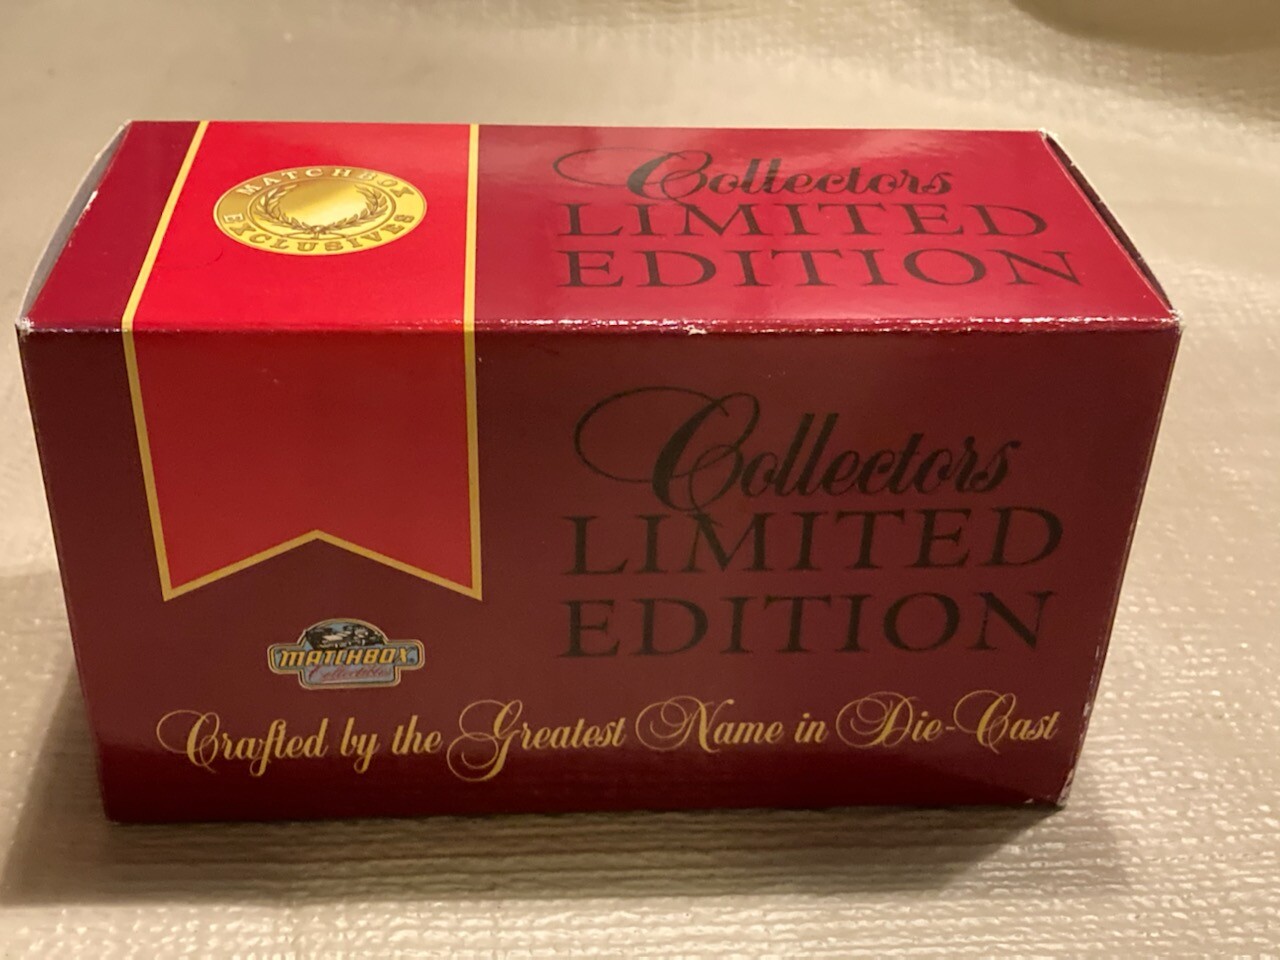 MATCHBOX
EXCLUSIVES
Collectors
LIMITED
EDITION
Collectors
LIMITED
EDITION
MATCHBOX
Collectibles
Crafted by the Greatest Name in Die-Cast